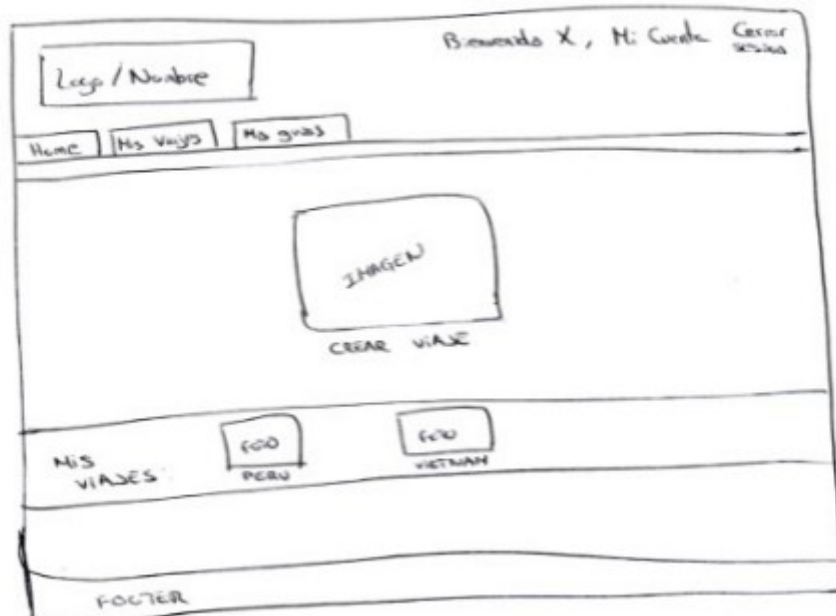 Logo / Nombre
Bienvenido X, Mi Cuenta Cerrar sesion
Home
Mis Viajes
Mis guias
IMAGEN
CREAR VIAJE
MIS
VIAJES:
FOTO
PERU
FOTO
VIETNAM
FOOTER